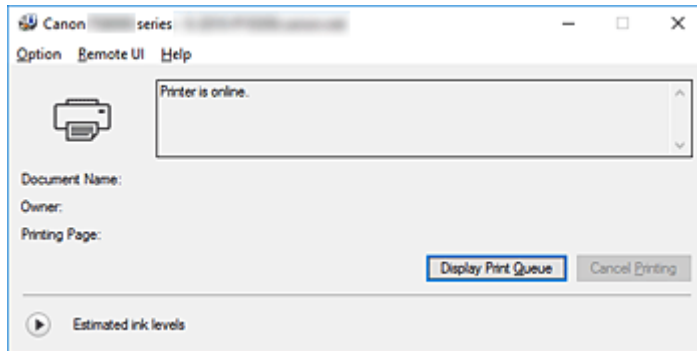 Canon series
Option Remote UI Help
Printer is online.
Document Name:
Owner:
Printing Page:
Display Print Queue Cancel Printing
Estimated ink levels